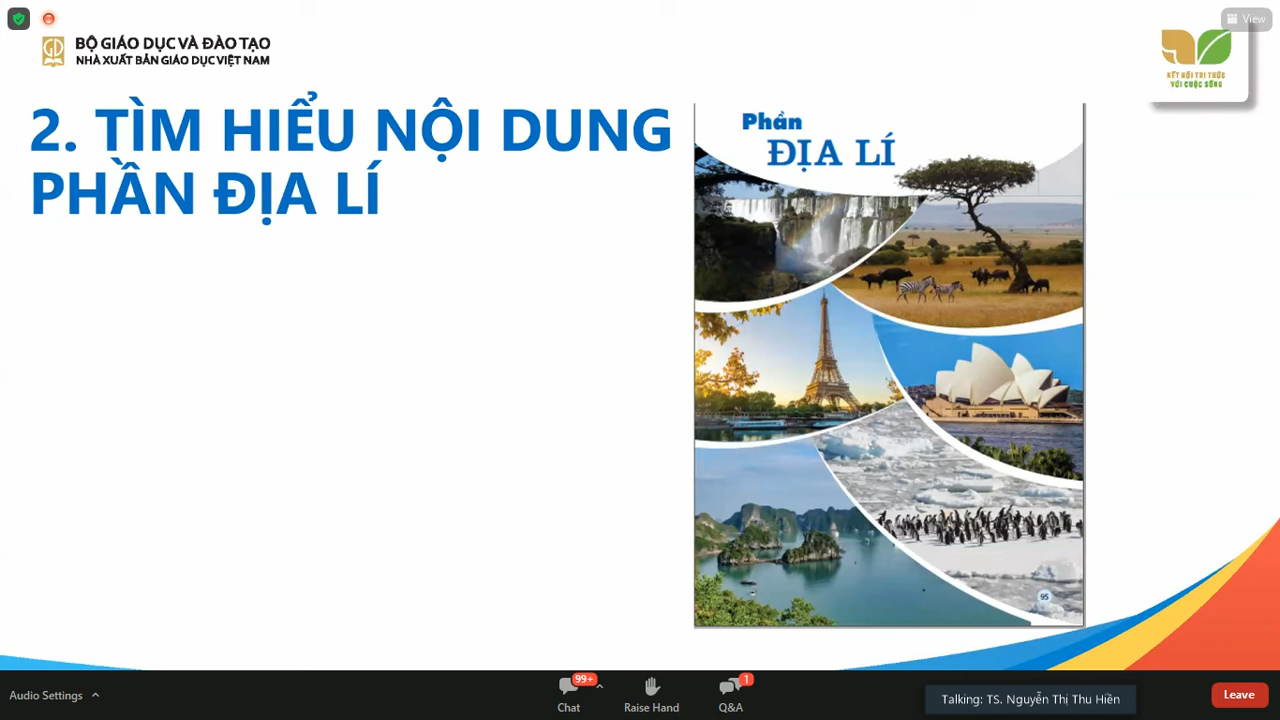 View
BỘ GIÁO DỤC VÀ ĐÀO TẠO
NHÀ XUẤT BẢN GIÁO DỤC VIỆT NAM
KẾT NỐI TRI THỨC
VỚI CUỘC SỐNG
2. TÌM HIỂU NỘI DUNG
PHẦN ĐỊA LÍ
Phần
ĐỊA LÍ
95
Audio Settings
99+
Chat
Raise Hand
1
Q&A
Talking: TS. Nguyễn Thị Thu Hiền
Leave